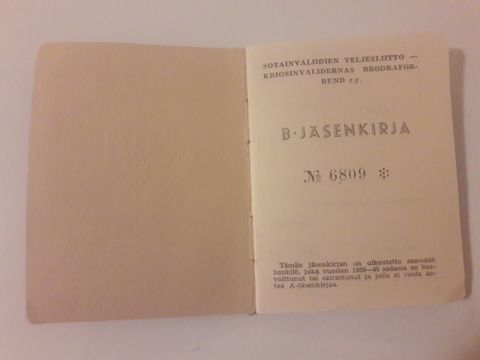 SOTAINVALIIDIEN VELJESLIITTO —
KRIGSINVALIDERNAS BRÖDRAFÖR-
BUND r.y.
B-JÄSENKIRJA
№ 6809 ✻
Tämän jäsenkirjan on oikeutettu saamaan
henkilö, joka vuosien 1939—45 sodassa on haa-
voittunut tai sairastunut ja jolle ei voida an-
taa A-jäsenkirjaa.